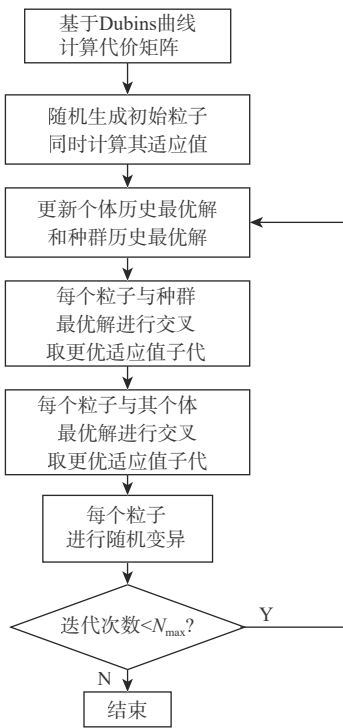 基于Dubins曲线
计算代价矩阵
随机生成初始粒子
同时计算其适应值
更新个体历史最优解
和种群历史最优解
每个粒子与种群
最优解进行交叉
取更优适应值子代
每个粒子与其个体
最优解进行交叉
取更优适应值子代
每个粒子
进行随机变异
迭代次数<Nmax?
Y
N
结束